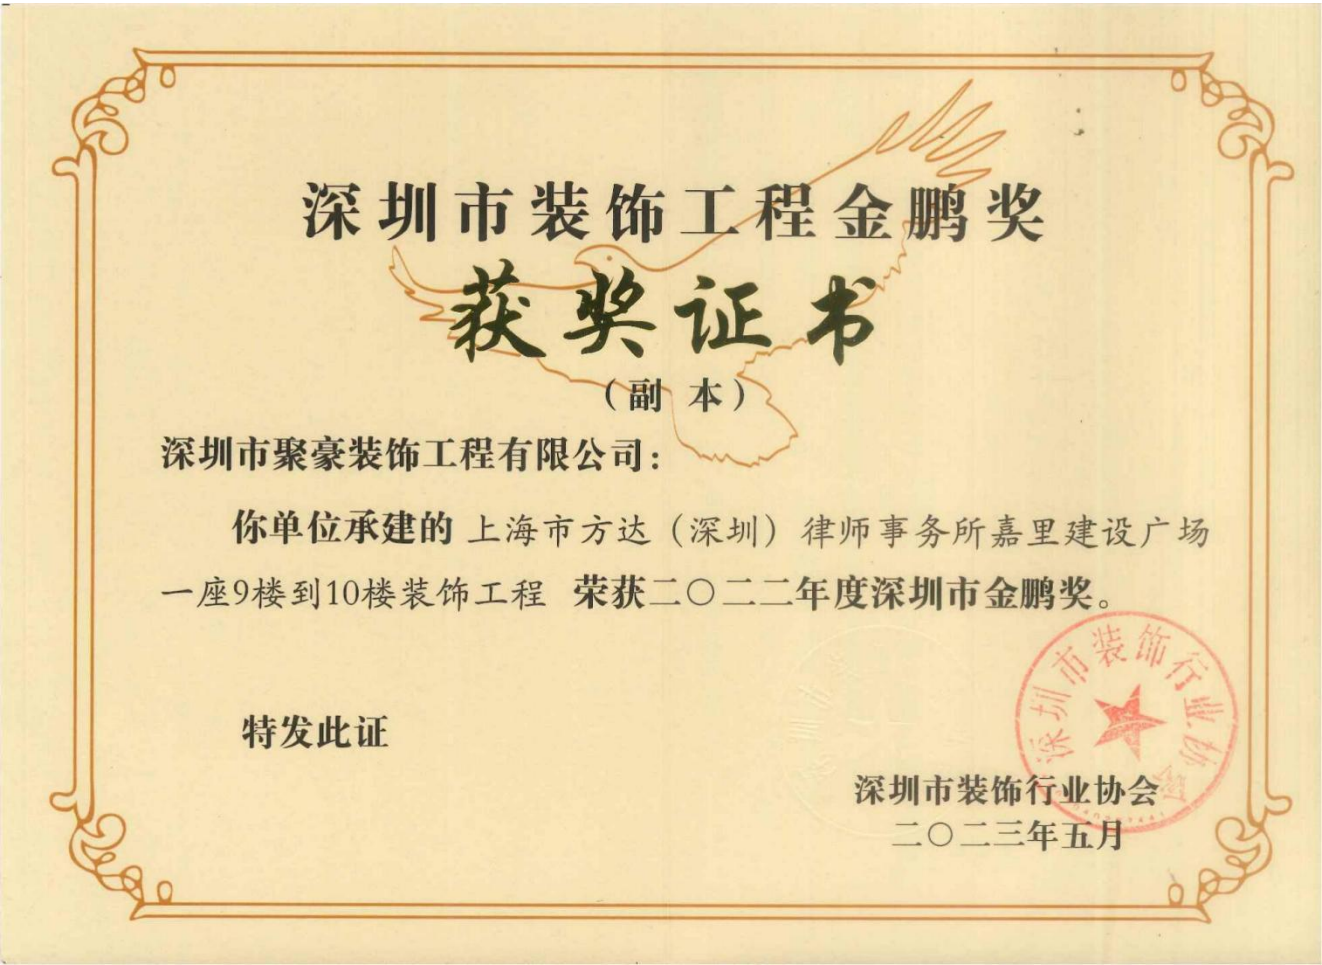 深圳市装饰工程金鹏奖
获奖证书
（副 本）
深圳市聚豪装饰工程有限公司：
你单位承建的 上海市方达（深圳）律师事务所嘉里建设广场
一座9楼到10楼装饰工程 荣获二〇二二年度深圳市金鹏奖。
特发此证
深圳市装饰行业协会
深圳市装饰行业协会
二〇二三年五月